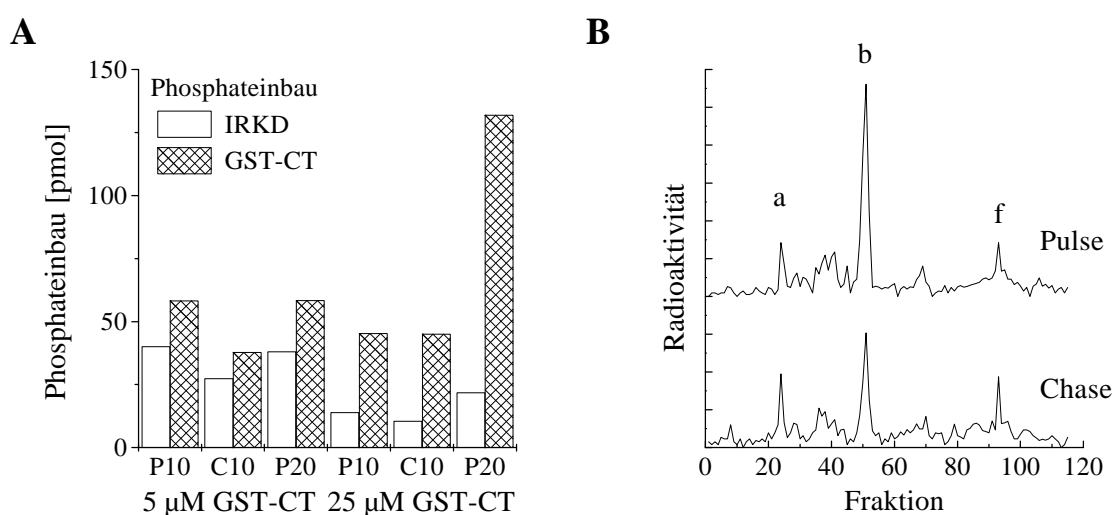 A
Phosphateinbau [pmol]
150
100
50
0
Phosphateinbau
IRKD
GST-CT
P10 C10 P20 P10 C10 P20
5 µM GST-CT 25 µM GST-CT
B
Radioaktivität
a
b
f
Pulse
Chase
0 20 40 60 80 100 120
Fraktion